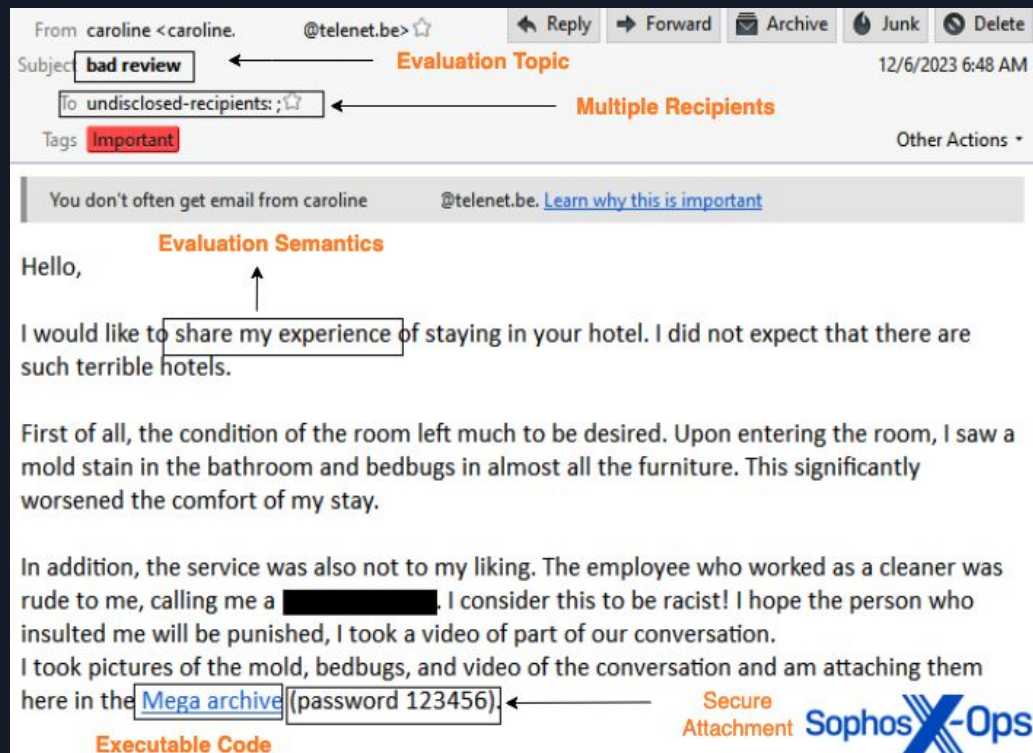 From caroline <caroline. @telenet.be> Reply Forward Archive Junk Delete
Subject bad review Evaluation Topic 12/6/2023 6:48 AM
To undisclosed-recipients: ; Multiple Recipients
Tags Important Other Actions
You don't often get email from caroline @telenet.be. Learn why this is important
Evaluation Semantics
Hello,
I would like to share my experience of staying in your hotel. I did not expect that there are
such terrible hotels.
First of all, the condition of the room left much to be desired. Upon entering the room, I saw a
mold stain in the bathroom and bedbugs in almost all the furniture. This significantly
worsened the comfort of my stay.
In addition, the service was also not to my liking. The employee who worked as a cleaner was
rude to me, calling me a . I consider this to be racist! I hope the person who
insulted me will be punished, I took a video of part of our conversation.
I took pictures of the mold, bedbugs, and video of the conversation and am attaching them
here in the Mega archive (password 123456).
Secure
Attachment
Sophos X-Ops
Executable Code